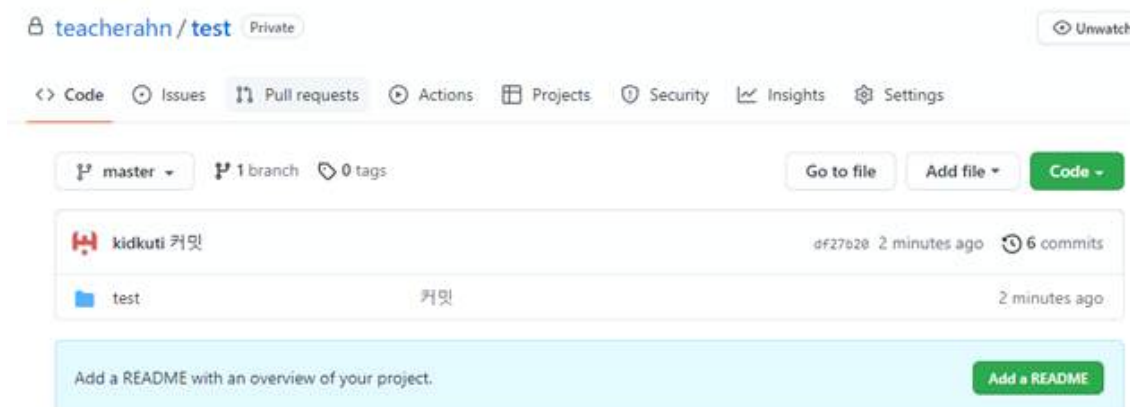 teacherahn / test Private Unwatch
Code Issues Pull requests Actions Projects Security Insights Settings
master 1 branch 0 tags Go to file Add file Code
kidkuti 커밋 df27b20 2 minutes ago 6 commits
test 커밋 2 minutes ago
Add a README with an overview of your project. Add a README